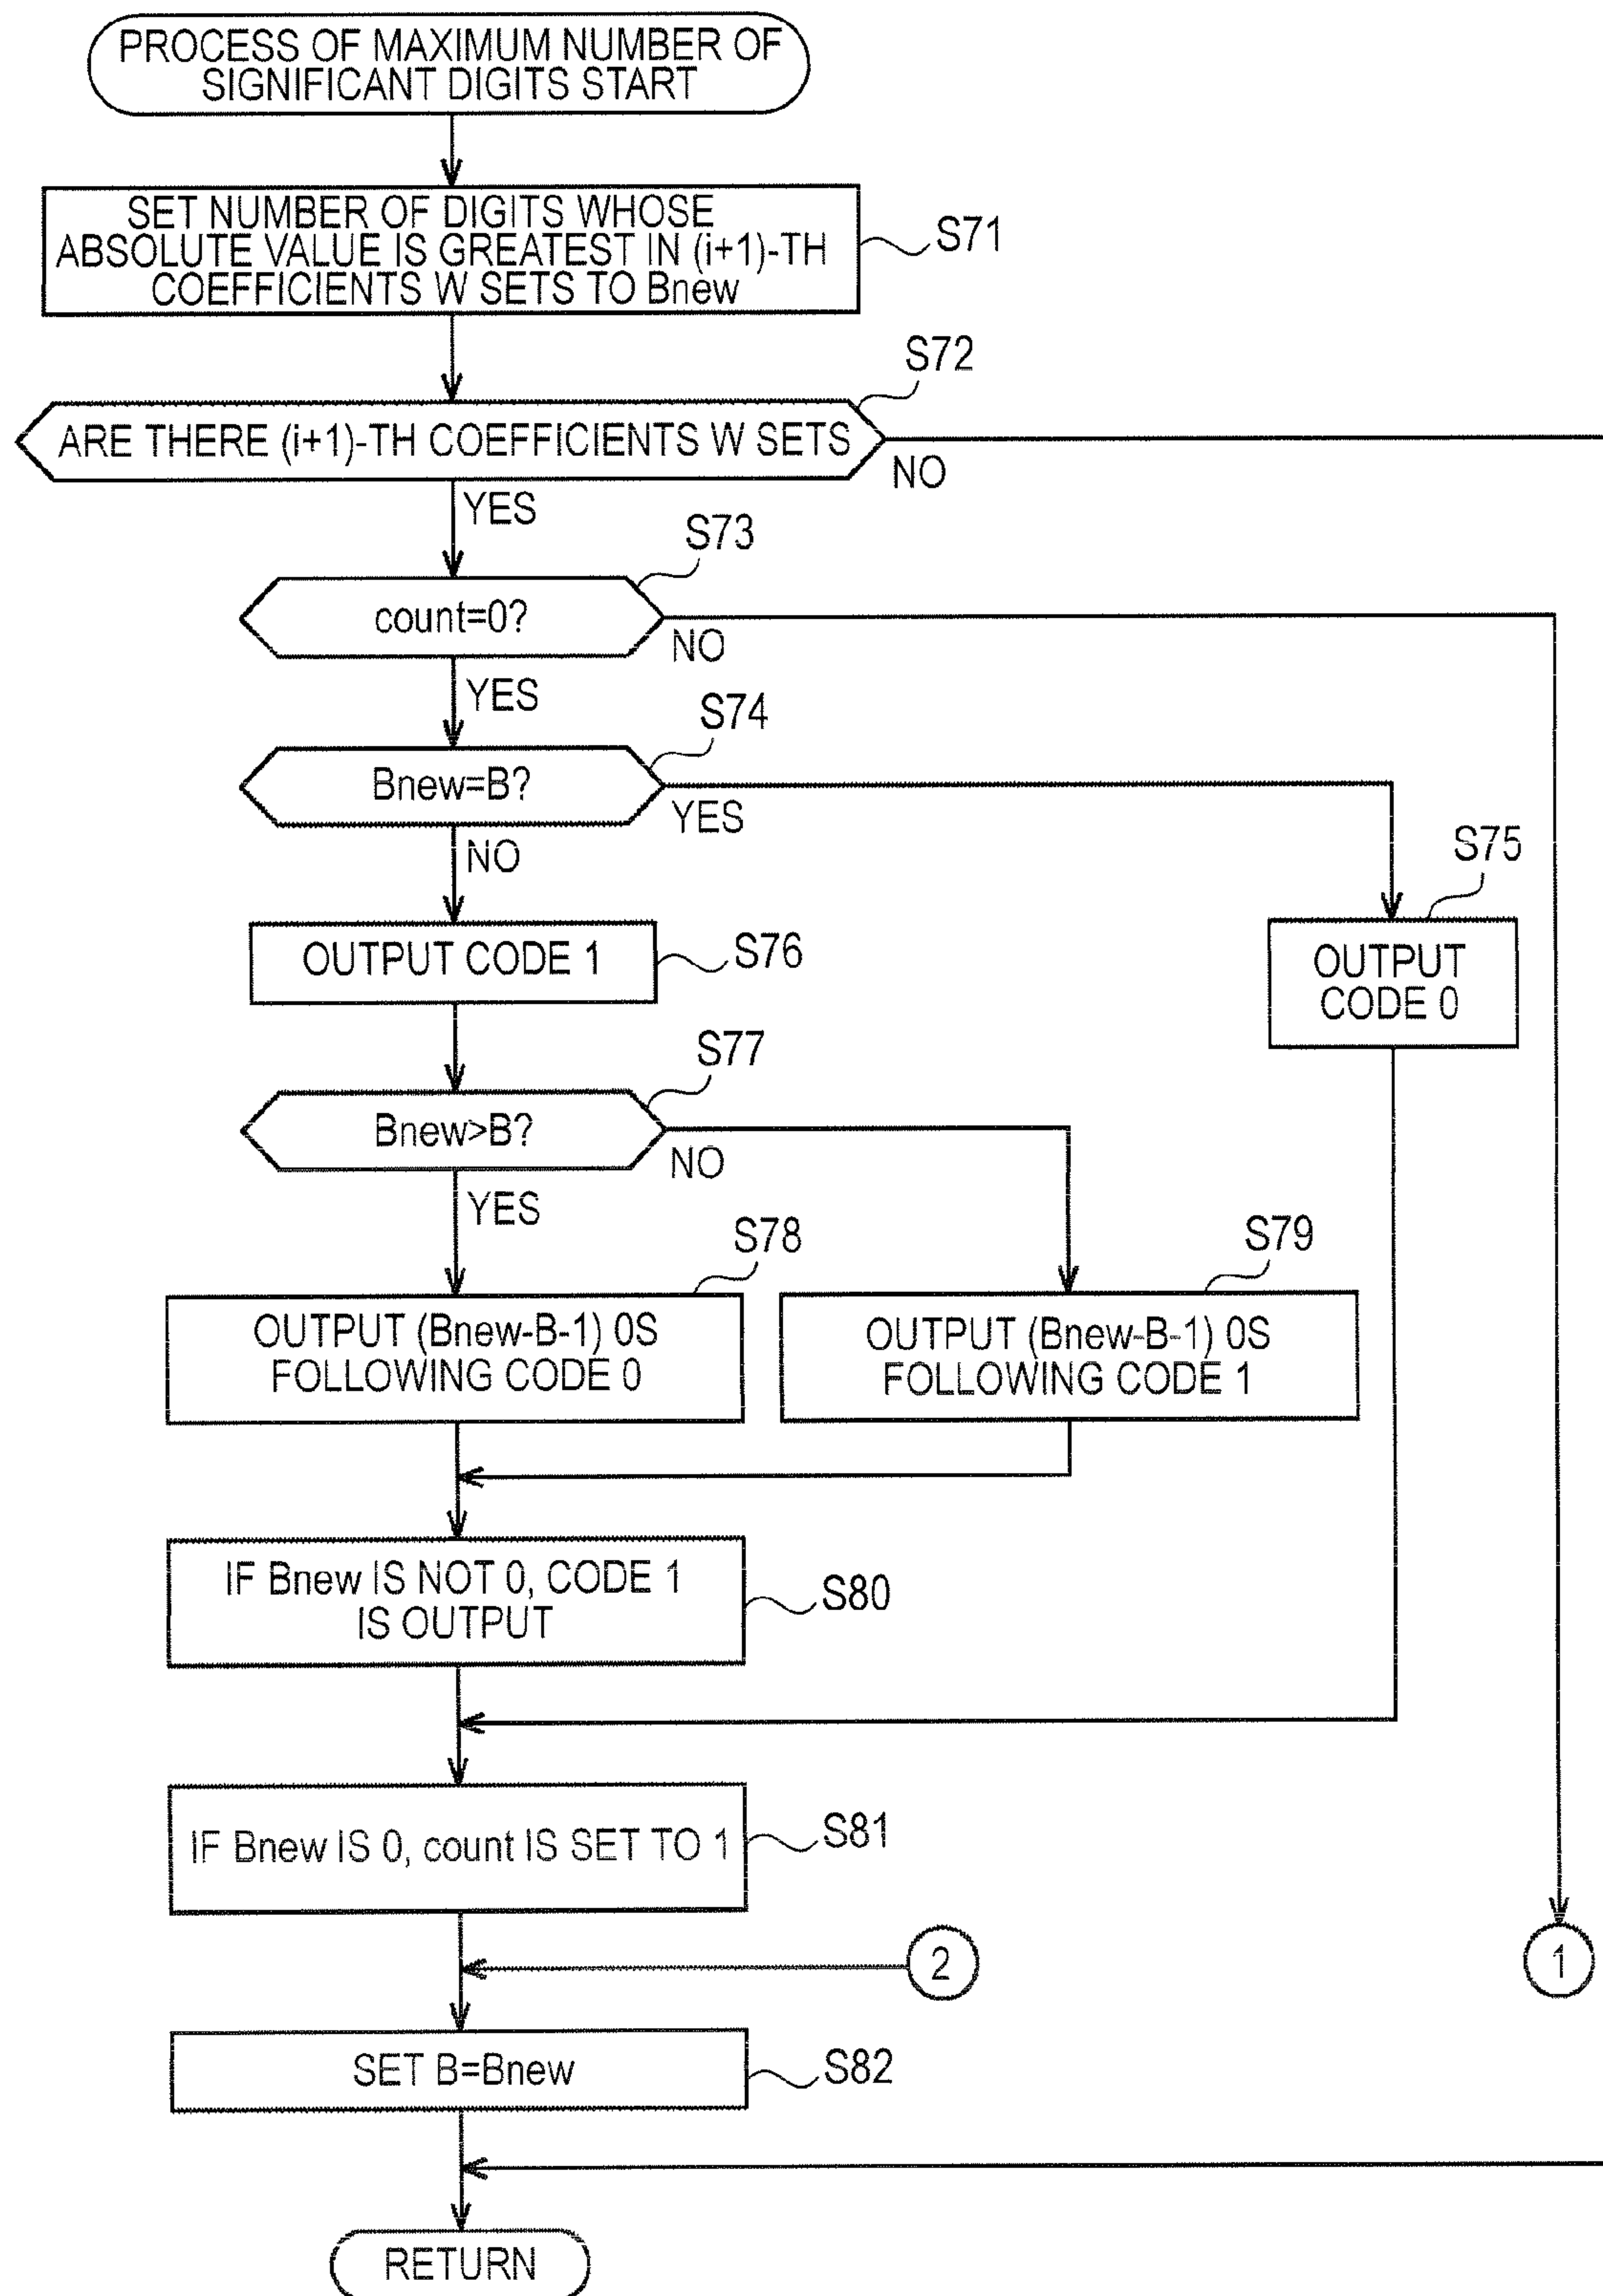 PROCESS OF MAXIMUM NUMBER OF
SIGNIFICANT DIGITS START
SET NUMBER OF DIGITS WHOSE
ABSOLUTE VALUE IS GREATEST IN (i+1)-TH
COEFFICIENTS W SETS TO Bnew
S71
S72
ARE THERE (i+1)-TH COEFFICIENTS W SETS
NO
YES
S73
count=0?
NO
YES
S74
Bnew=B?
YES
NO
S75
OUTPUT
CODE 0
OUTPUT CODE 1
S76
S77
Bnew>B?
NO
YES
S78
S79
OUTPUT (Bnew-B-1) 0S
FOLLOWING CODE 0
OUTPUT (Bnew-B-1) 0S
FOLLOWING CODE 1
IF Bnew IS NOT 0, CODE 1
IS OUTPUT
S80
IF Bnew IS 0, count IS SET TO 1
S81
2
1
SET B=Bnew
S82
RETURN